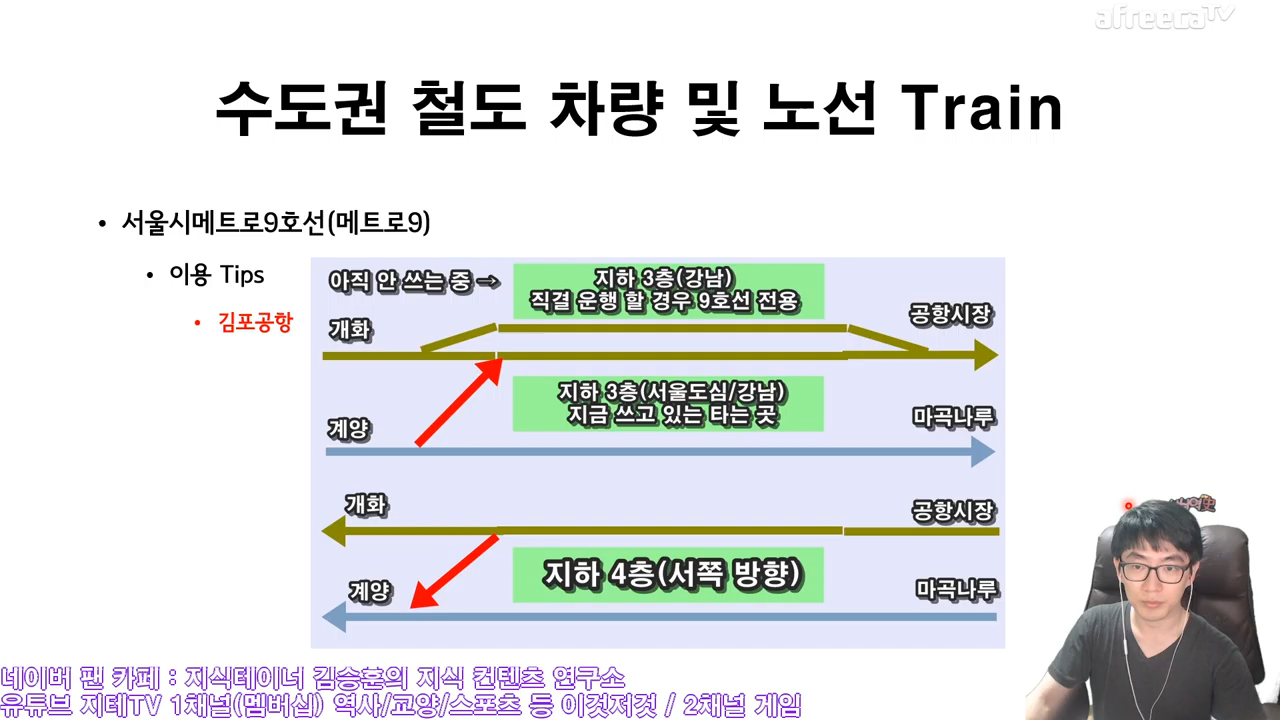 afreecaTV
수도권 철도 차량 및 노선 Train
• 서울시메트로9호선(메트로9)
• 이용 Tips
• 김포공항
아직 안 쓰는 중 →
지하 3층(강남)
직결 운행 할 경우 9호선 전용
개화
공항시장
지하 3층(서울도심/강남)
지금 쓰고 있는 타는 곳
계양
마곡나루
개화
공항시장
지하 4층(서쪽 방향)
계양
마곡나루
네이버 팬 카페 : 지식테이너 김승훈의 지식 컨텐츠 연구소
유튜브 지테TV 1채널(멤버십) 역사/교양/스포츠 등 이것저것 / 2채널 게임